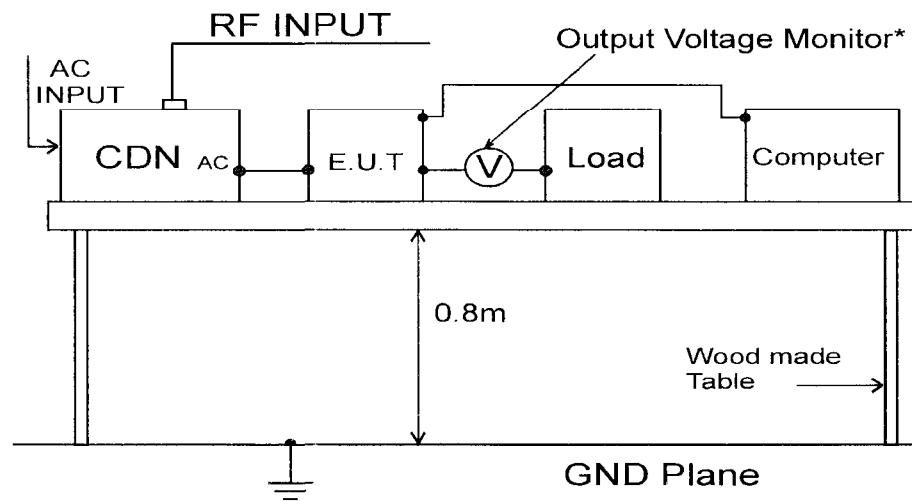 RF INPUT
Output Voltage Monitor*
AC
INPUT
CDN
AC
E.U.T
V
Load
Computer
0.8m
Wood made
Table
GND Plane